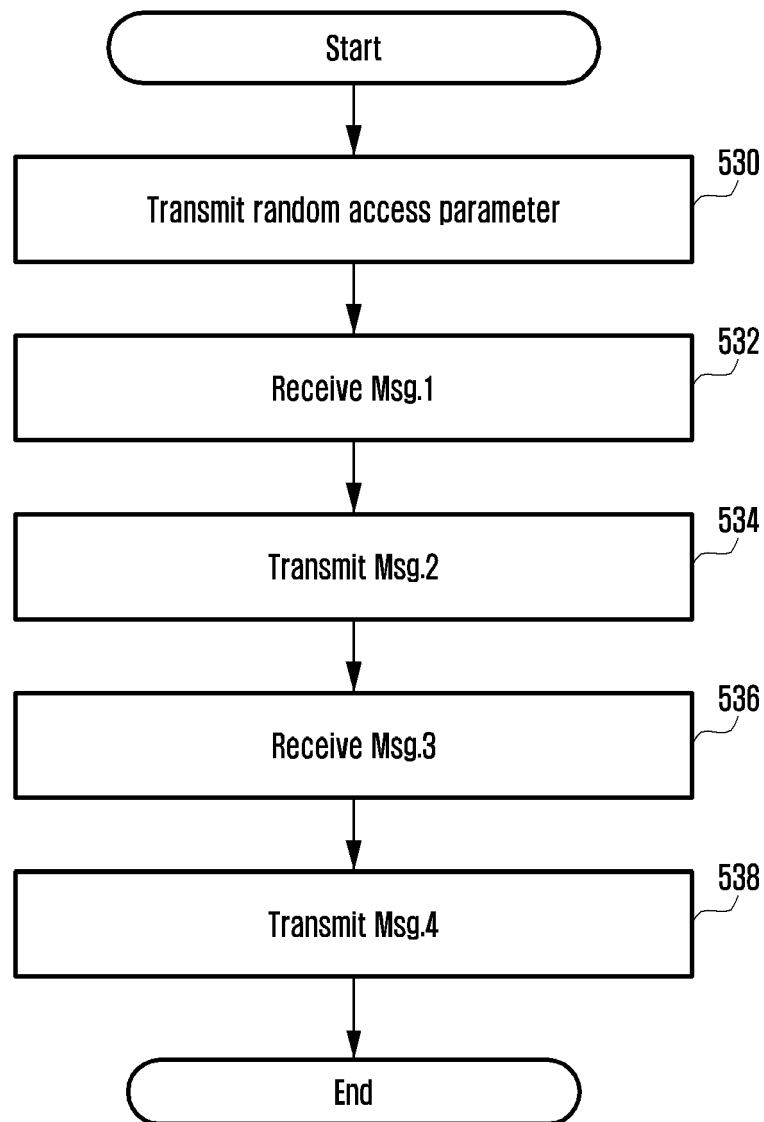 Start
530
Transmit random access parameter
532
Receive Msg.1
534
Transmit Msg.2
536
Receive Msg.3
538
Transmit Msg.4
End